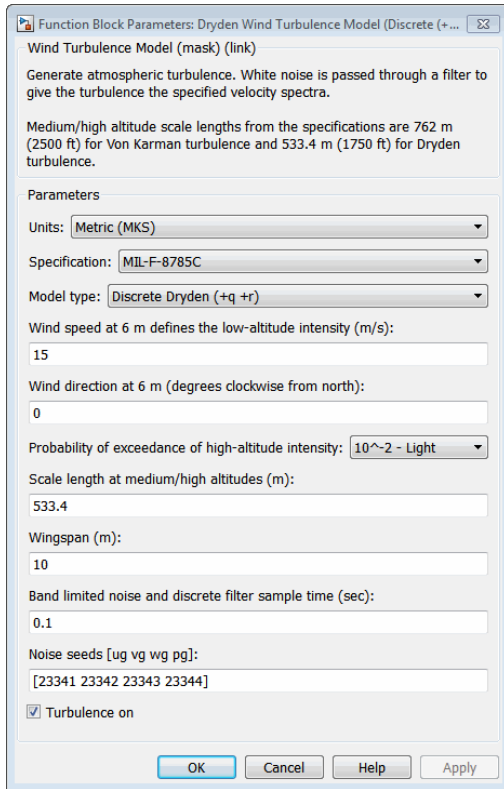 Function Block Parameters: Dryden Wind Turbulence Model (Discrete (+...
Wind Turbulence Model (mask) (link)
Generate atmospheric turbulence. White noise is passed through a filter to
give the turbulence the specified velocity spectra.
Medium/high altitude scale lengths from the specifications are 762 m
(2500 ft) for Von Karman turbulence and 533.4 m (1750 ft) for Dryden
turbulence.
Parameters
Units: Metric (MKS)
Specification: MIL-F-8785C
Model type: Discrete Dryden (+q +r)
Wind speed at 6 m defines the low-altitude intensity (m/s):
15
Wind direction at 6 m (degrees clockwise from north):
0
Probability of exceedance of high-altitude intensity: 10^-2 - Light
Scale length at medium/high altitudes (m):
533.4
Wingspan (m):
10
Band limited noise and discrete filter sample time (sec):
0.1
Noise seeds [ug vg wg pg]:
[23341 23342 23343 23344]
Turbulence on
OK Cancel Help Apply